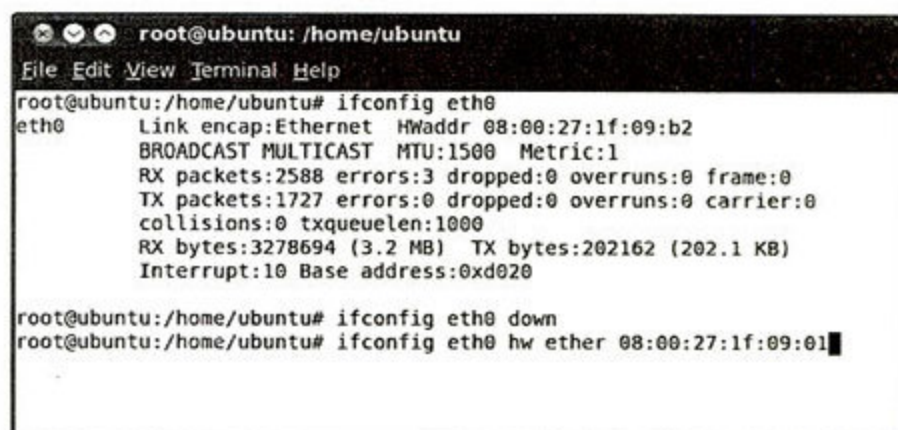 root@ubuntu: /home/ubuntu
File Edit View Terminal Help
root@ubuntu:/home/ubuntu# ifconfig eth0
eth0 Link encap:Ethernet HWaddr 08:00:27:1f:09:b2
BROADCAST MULTICAST MTU:1500 Metric:1
RX packets:2588 errors:3 dropped:0 overruns:0 frame:0
TX packets:1727 errors:0 dropped:0 overruns:0 carrier:0
collisions:0 txqueuelen:1000
RX bytes:3278694 (3.2 MB) TX bytes:202162 (202.1 KB)
Interrupt:10 Base address:0xd020
root@ubuntu:/home/ubuntu# ifconfig eth0 down
root@ubuntu:/home/ubuntu# ifconfig eth0 hw ether 08:00:27:1f:09:01